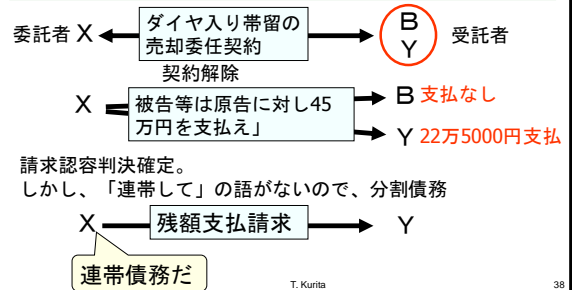 委託者 X
ダイヤ入り帯留の
売却委任契約
B
Y
受託者
契約解除
X
被告等は原告に対し45
万円を支払え」
B 支払なし
Y 22万5000円支払
請求認容判決確定。
しかし、「連帯して」の語がないので、分割債務
X
残額支払請求
Y
連帯債務だ
T. Kurita
38